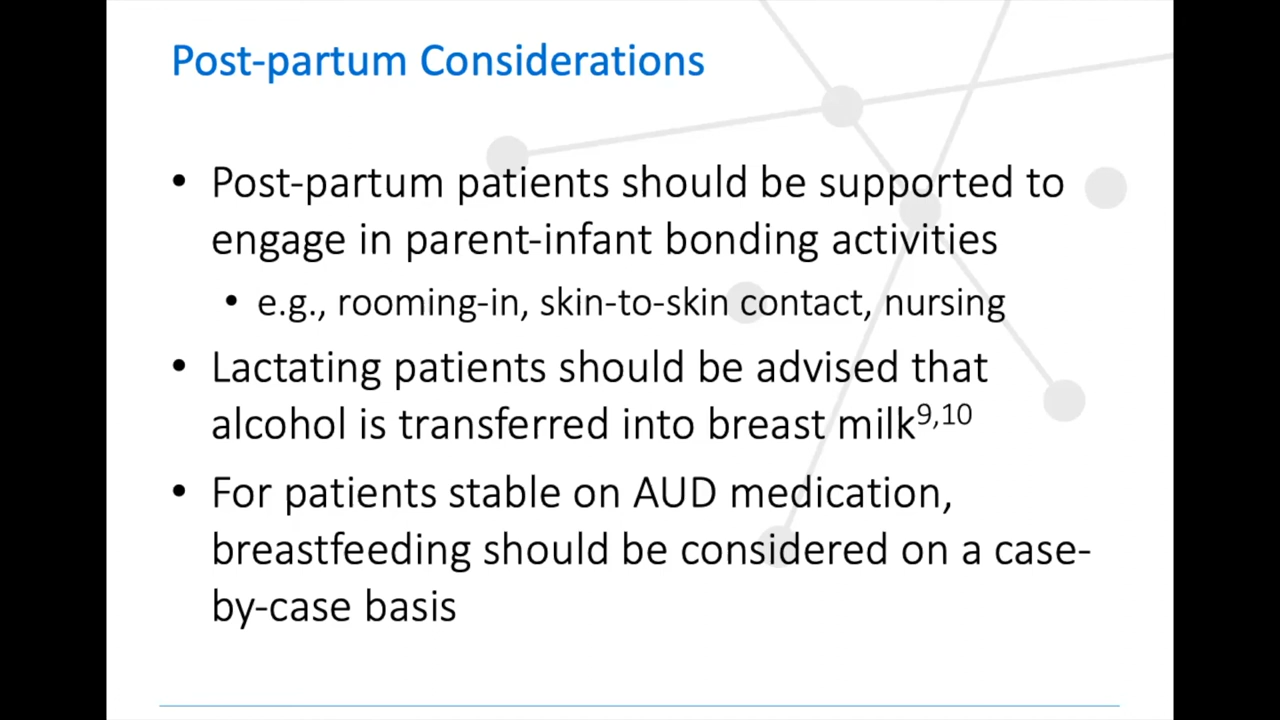 Post-partum Considerations
• Post-partum patients should be supported to
engage in parent-infant bonding activities
• e.g., rooming-in, skin-to-skin contact, nursing
• Lactating patients should be advised that
alcohol is transferred into breast milk9,10
• For patients stable on AUD medication,
breastfeeding should be considered on a case-
by-case basis